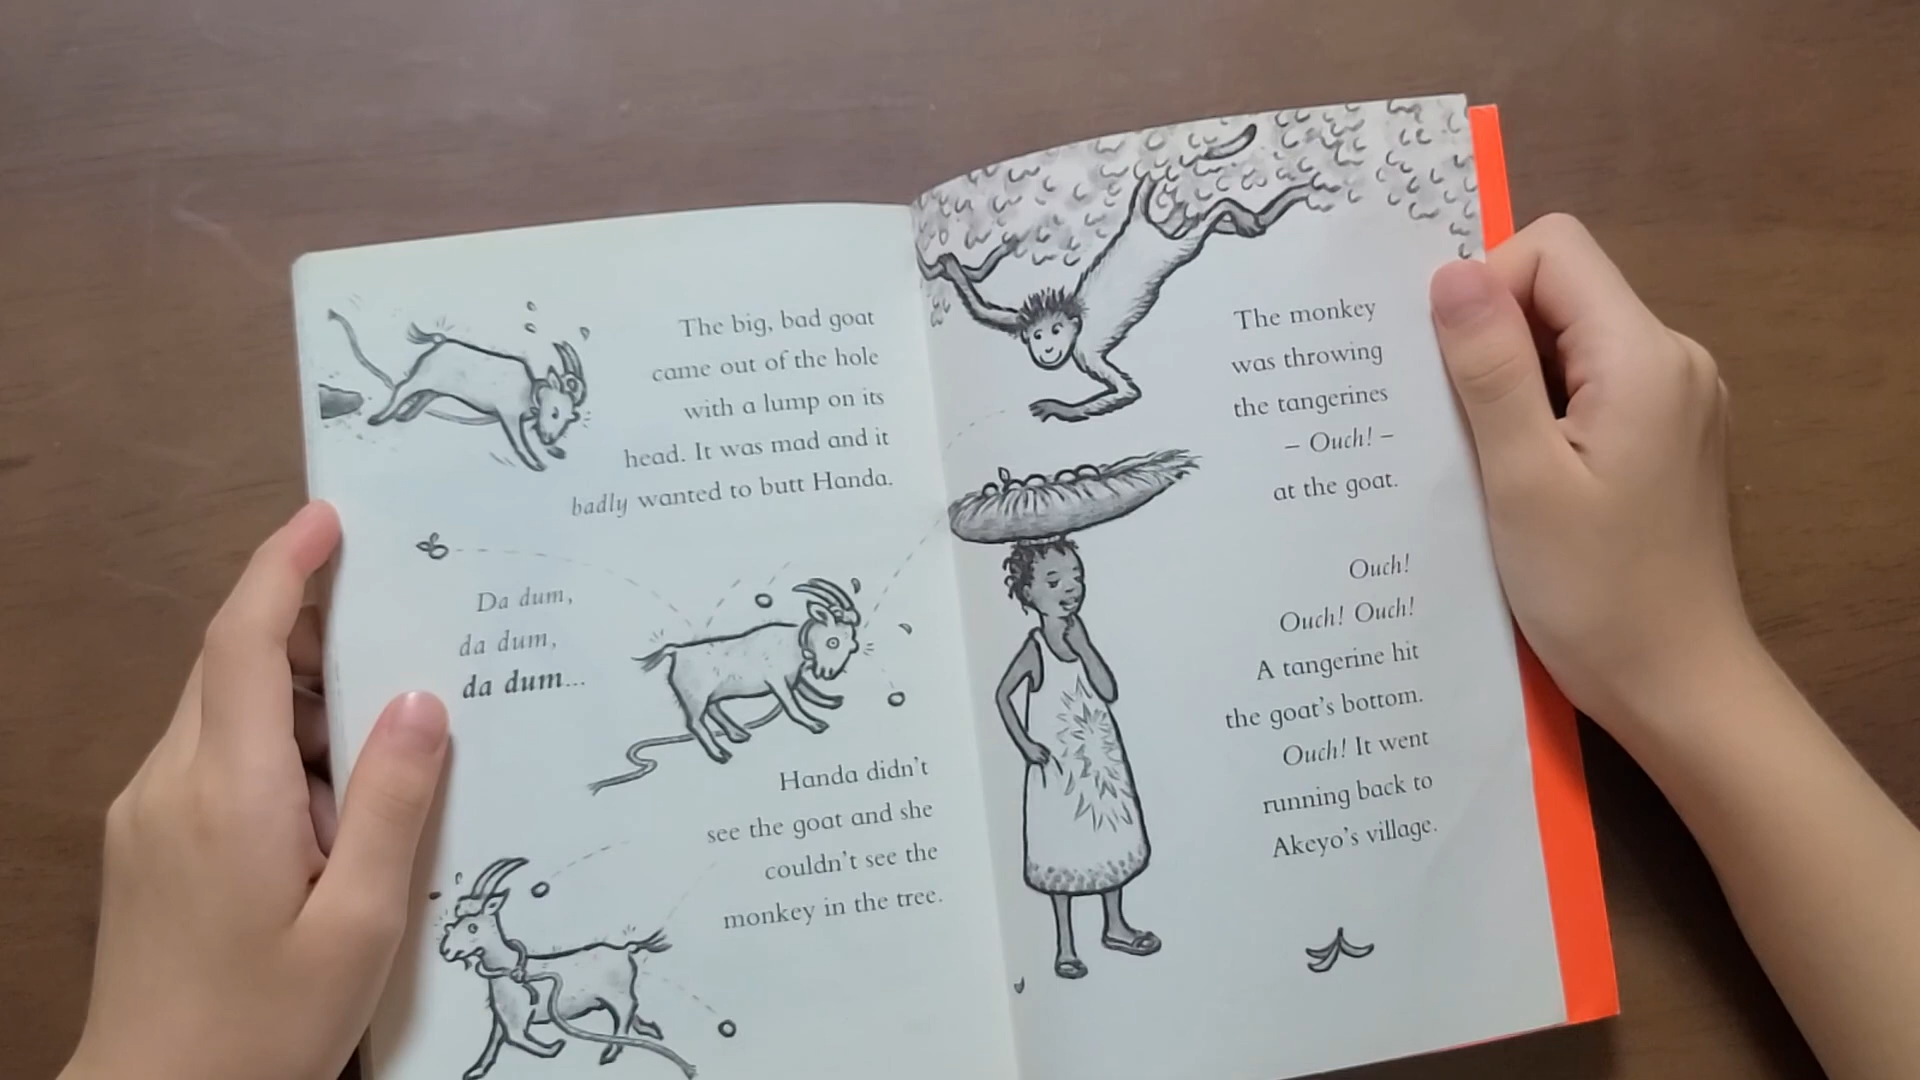 The big, bad goat
came out of the hole
with a lump on its
head. It was mad and it
badly wanted to butt Handa.
Da dum,
da dum,
da dum...
Handa didn't
see the goat and she
couldn't see the
monkey in the tree.
The monkey
was throwing
the tangerines
– Ouch! –
at the goat.
Ouch!
Ouch! Ouch!
A tangerine hit
the goat's bottom.
Ouch! It went
running back to
Akeyo's village.